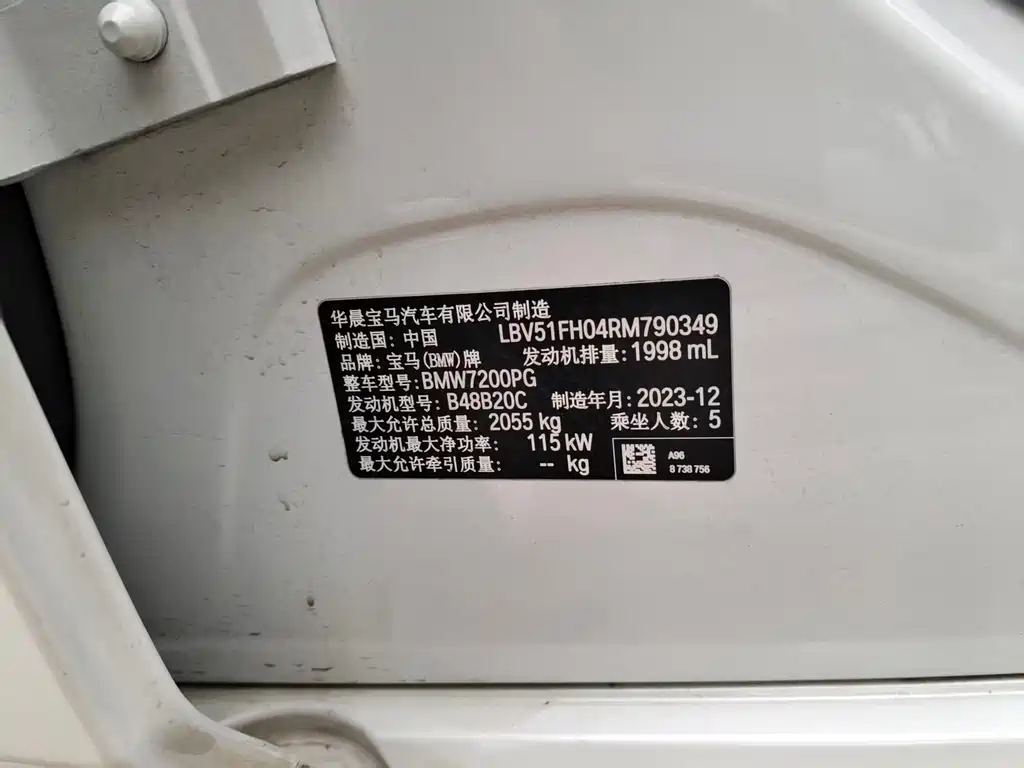 华晨宝马汽车有限公司制造
制造国: 中国 LBV51FH04RM790349
品牌: 宝马(BMW)牌 发动机排量: 1998 mL
整车型号: BMW7200PG
发动机型号: B48B20C 制造年月: 2023-12
最大允许总质量: 2055 kg 乘坐人数: 5
发动机最大净功率: 115 kW
最大允许牵引质量: -- kg
A96
8 738 756